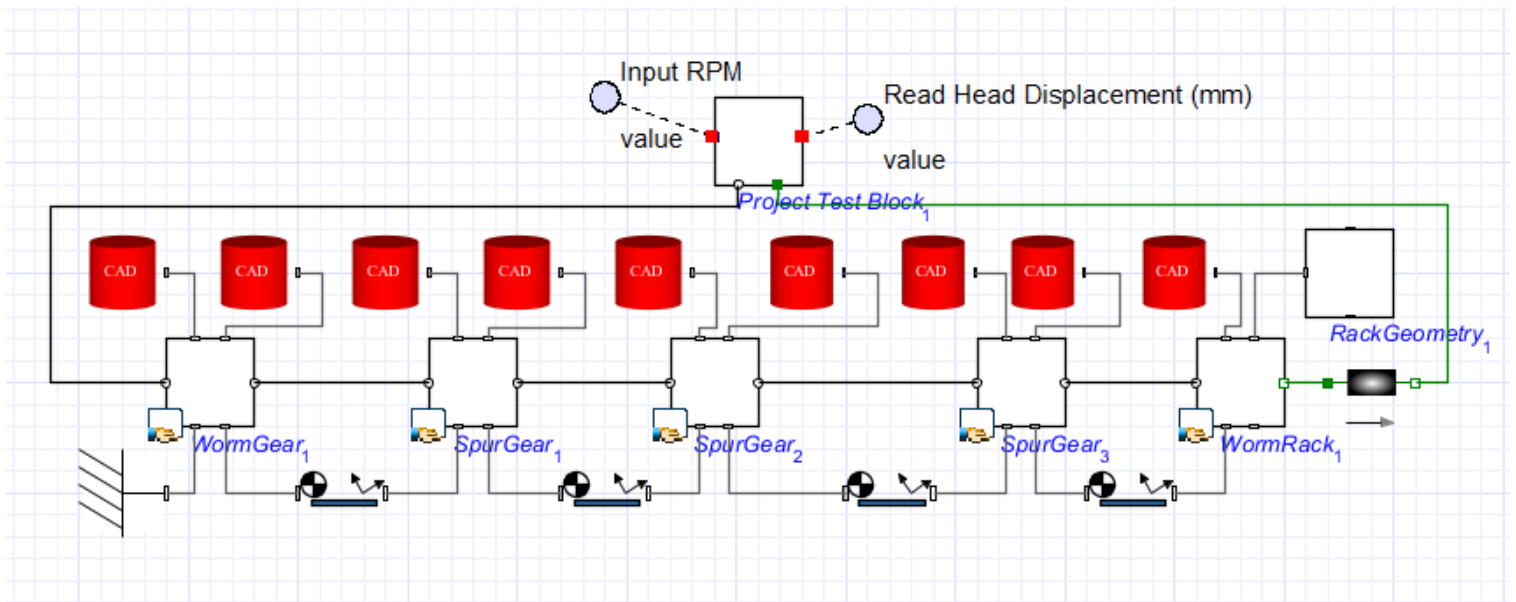 Input RPM
Read Head Displacement (mm)
value
value
Project Test Block1
CAD CAD CAD CAD CAD CAD CAD CAD CAD
RackGeometry1
WormGear1 SpurGear1 SpurGear2 SpurGear3 WormRack1